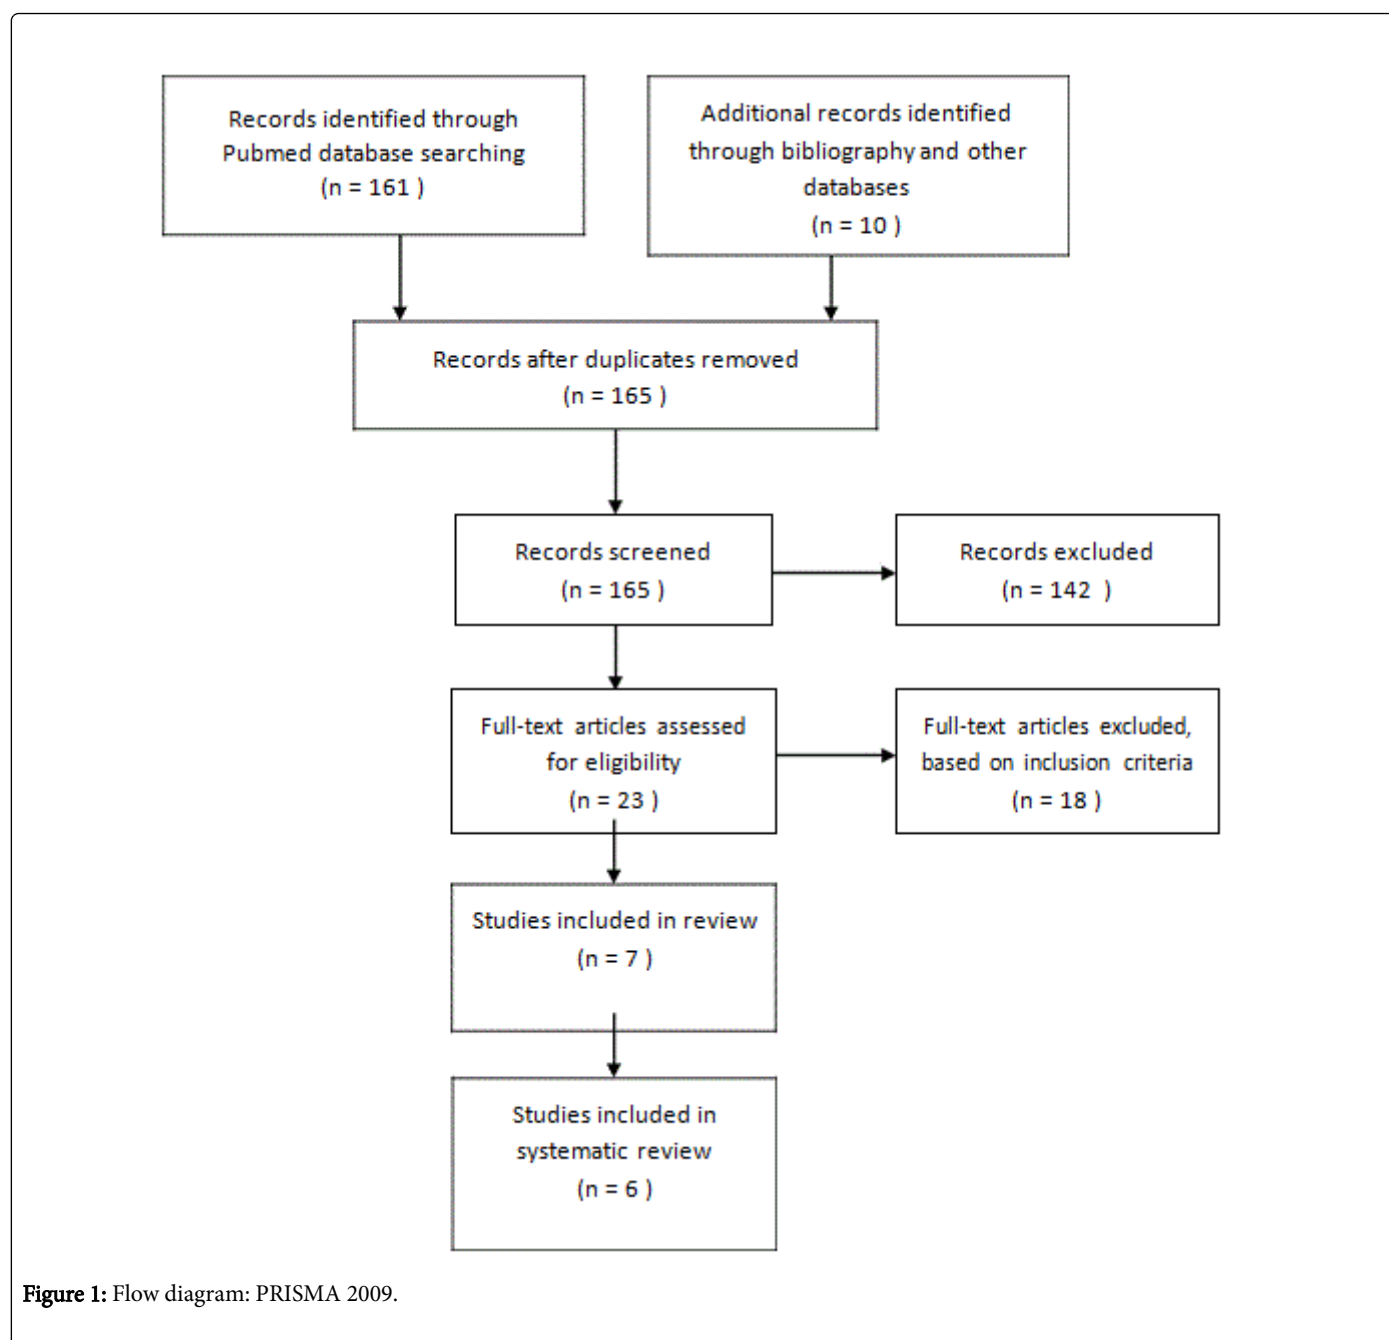 Records identified through
Pubmed database searching
(n = 161 )
Additional records identified
through bibliography and other
databases
(n = 10 )
Records after duplicates removed
(n = 165 )
Records screened
(n = 165 )
Records excluded
(n = 142 )
Full-text articles assessed
for eligibility
(n = 23 )
Full-text articles excluded,
based on inclusion criteria
(n = 18 )
Studies included in review
(n = 7 )
Studies included in
systematic review
(n = 6 )
Figure 1: Flow diagram: PRISMA 2009.